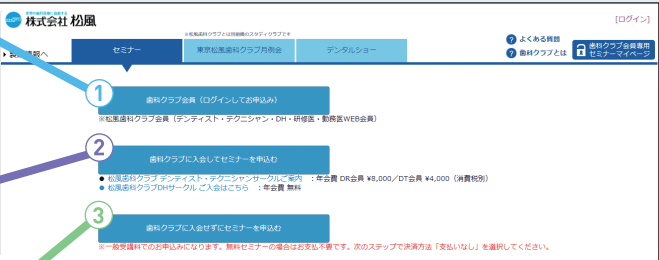 世界の歯科医療に貢献する
株式会社 松風
[ログイン]
※松風歯科クラブとは別組織のスタディクラブです
製品情報へ
セミナー
東京松風歯科クラブ月例会
デンタルショー
? よくある質問
? 歯科クラブとは
歯科クラブ会員専用
セミナーマイページ
1
歯科クラブ会員（ログインしてお申込み）
※松風歯科クラブ会員（デンティスト・テクニシャン・DH・研修医・勤務医WEB会員）
2
歯科クラブに入会してセミナーを申込む
● 松風歯科クラブ デンティスト・テクニシャンサークルご案内 ：年会費 DR会員 ¥8,000／DT会員 ¥4,000（消費税別）
● 松風歯科クラブDHサークル ご入会はこちら ：年会費 無料
3
歯科クラブに入会せずにセミナーを申込む
※一般受講料でのお申込みになります。無料セミナーの場合はお支払不要です。次のステップで決済方法「支払いなし」を選択してください。